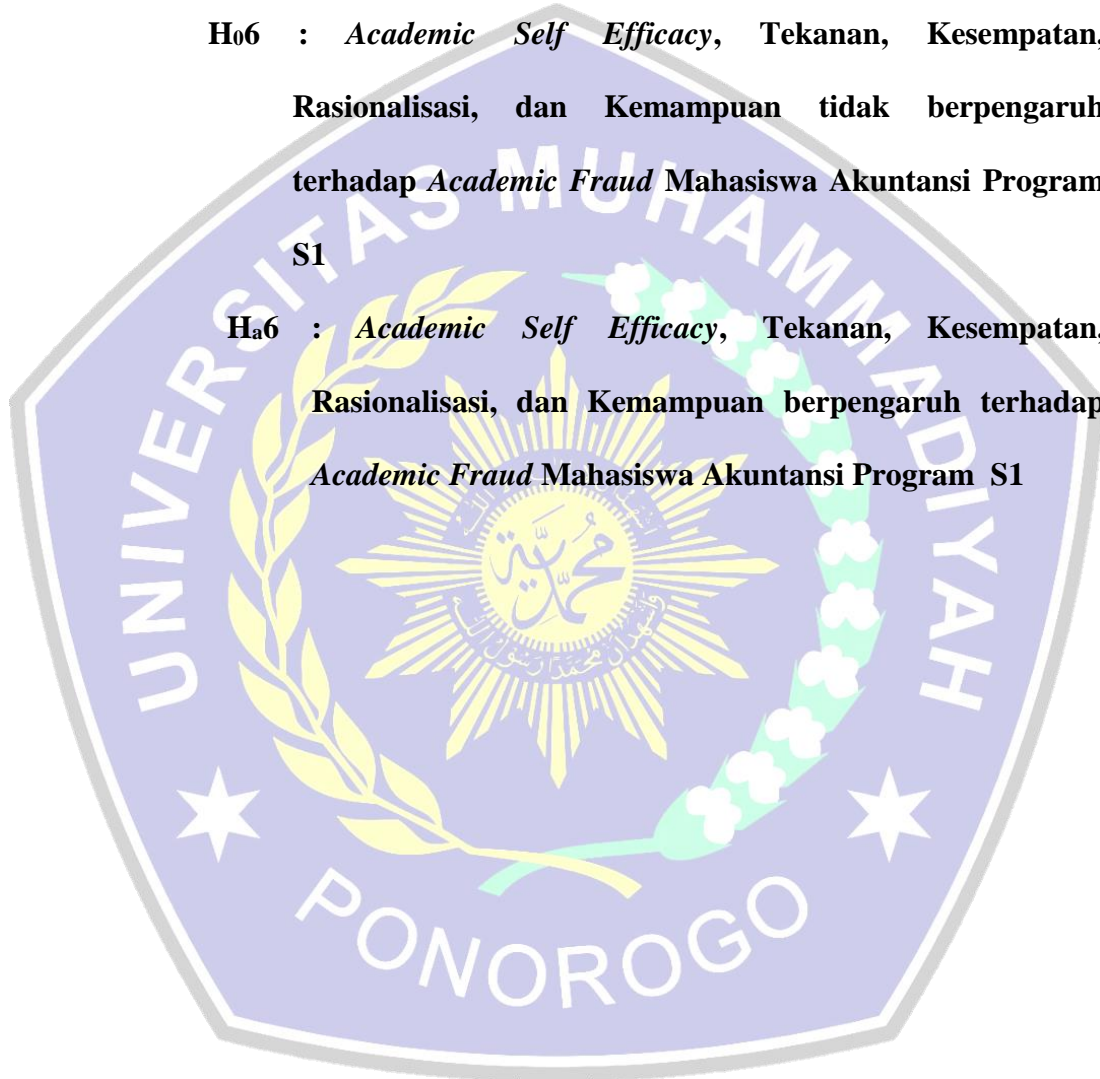 H₀6 : Academic Self Efficacy, Tekanan, Kesempatan,
Rasionalisasi, dan Kemampuan tidak berpengaruh
terhadap Academic Fraud Mahasiswa Akuntansi Program
S1
Hₐ6 : Academic Self Efficacy, Tekanan, Kesempatan,
Rasionalisasi, dan Kemampuan berpengaruh terhadap
Academic Fraud Mahasiswa Akuntansi Program S1
UNIVERSITAS MUHAMMADIYAH
محمدية
PONOROGO